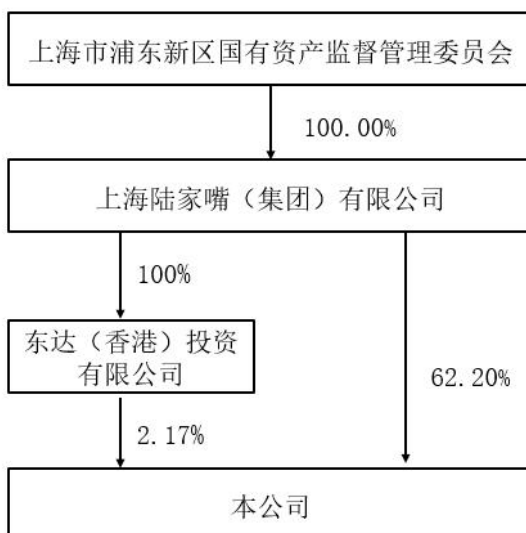 上海市浦东新区国有资产监督管理委员会
100.00%
上海陆家嘴（集团）有限公司
100%
东达（香港）投资
有限公司
62.20%
2.17%
本公司